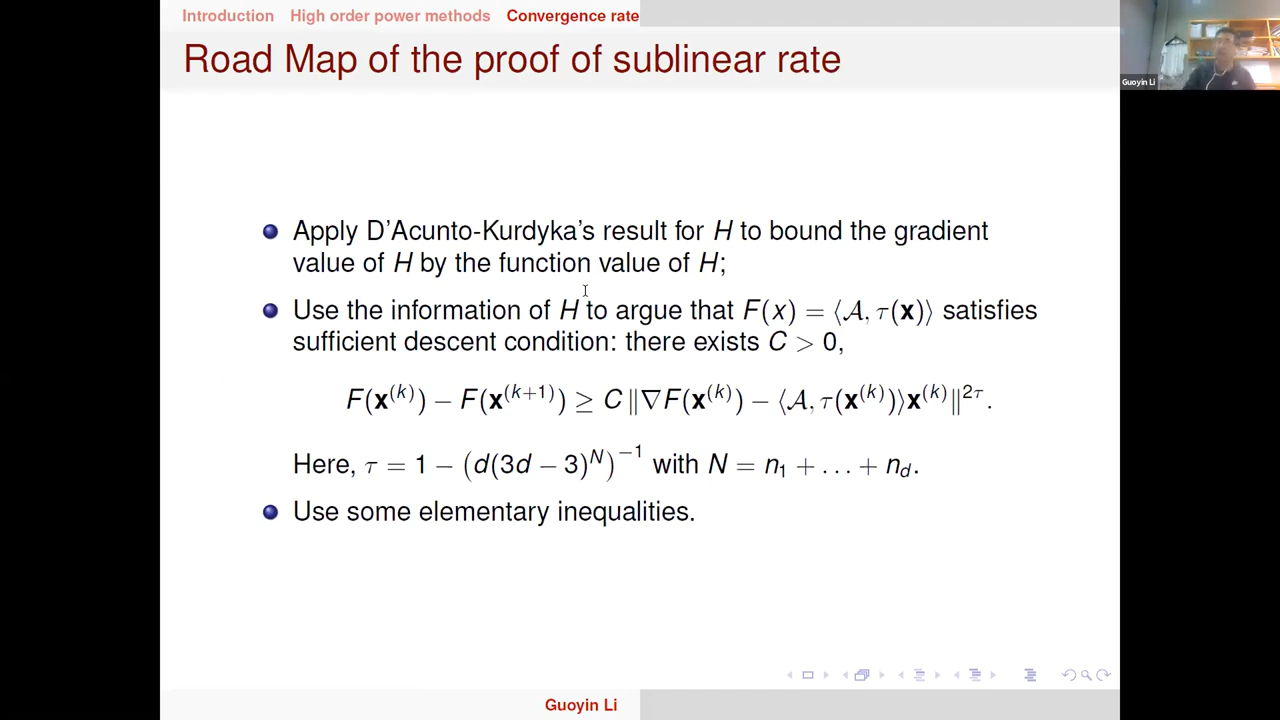 Introduction High order power methods Convergence rate
Road Map of the proof of sublinear rate
Guoyin Li
Apply D'Acunto-Kurdyka's result for H to bound the gradient
value of H by the function value of H;
Use the information of H to argue that F(x) = ⟨𝒜, τ(𝐱)⟩ satisfies
sufficient descent condition: there exists C > 0,
F(𝐱^(k)) − F(𝐱^(k+1)) ≥ C ‖∇F(𝐱^(k)) − ⟨𝒜, τ(𝐱^(k))⟩𝐱^(k)‖^2τ.
Here, τ = 1 − (d(3d − 3)^N)^−1 with N = n_1 + … + n_d.
Use some elementary inequalities.
Guoyin Li